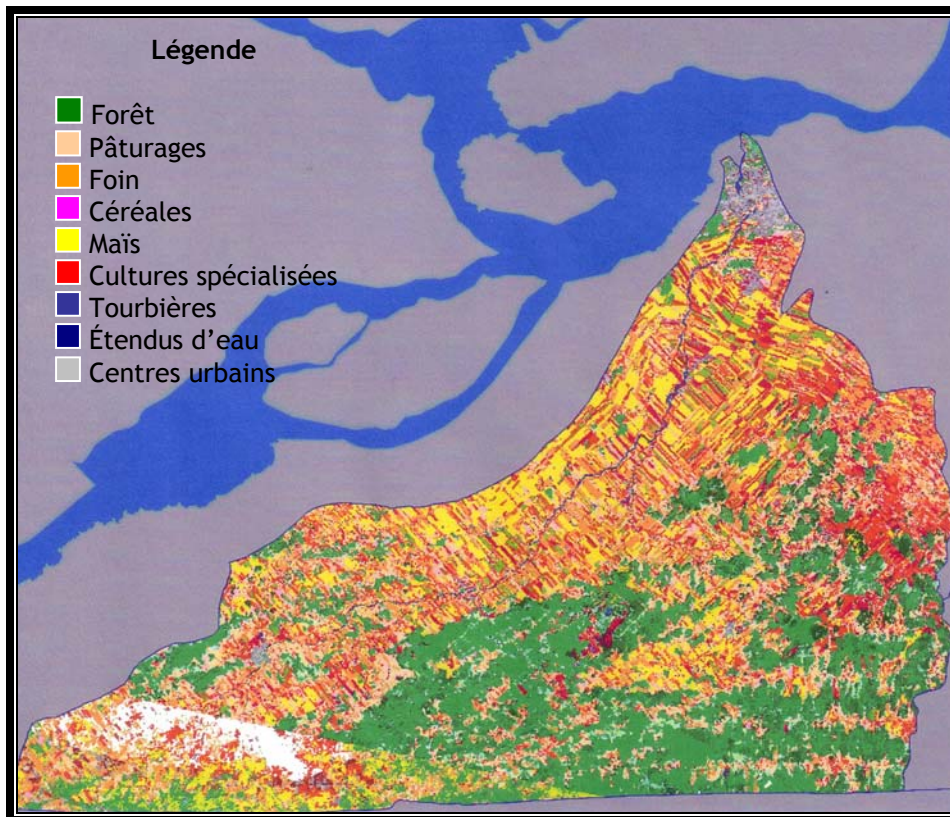 Légende
Forêt
Pâturages
Foin
Céréales
Maïs
Cultures spécialisées
Tourbières
Étendus d'eau
Centres urbains